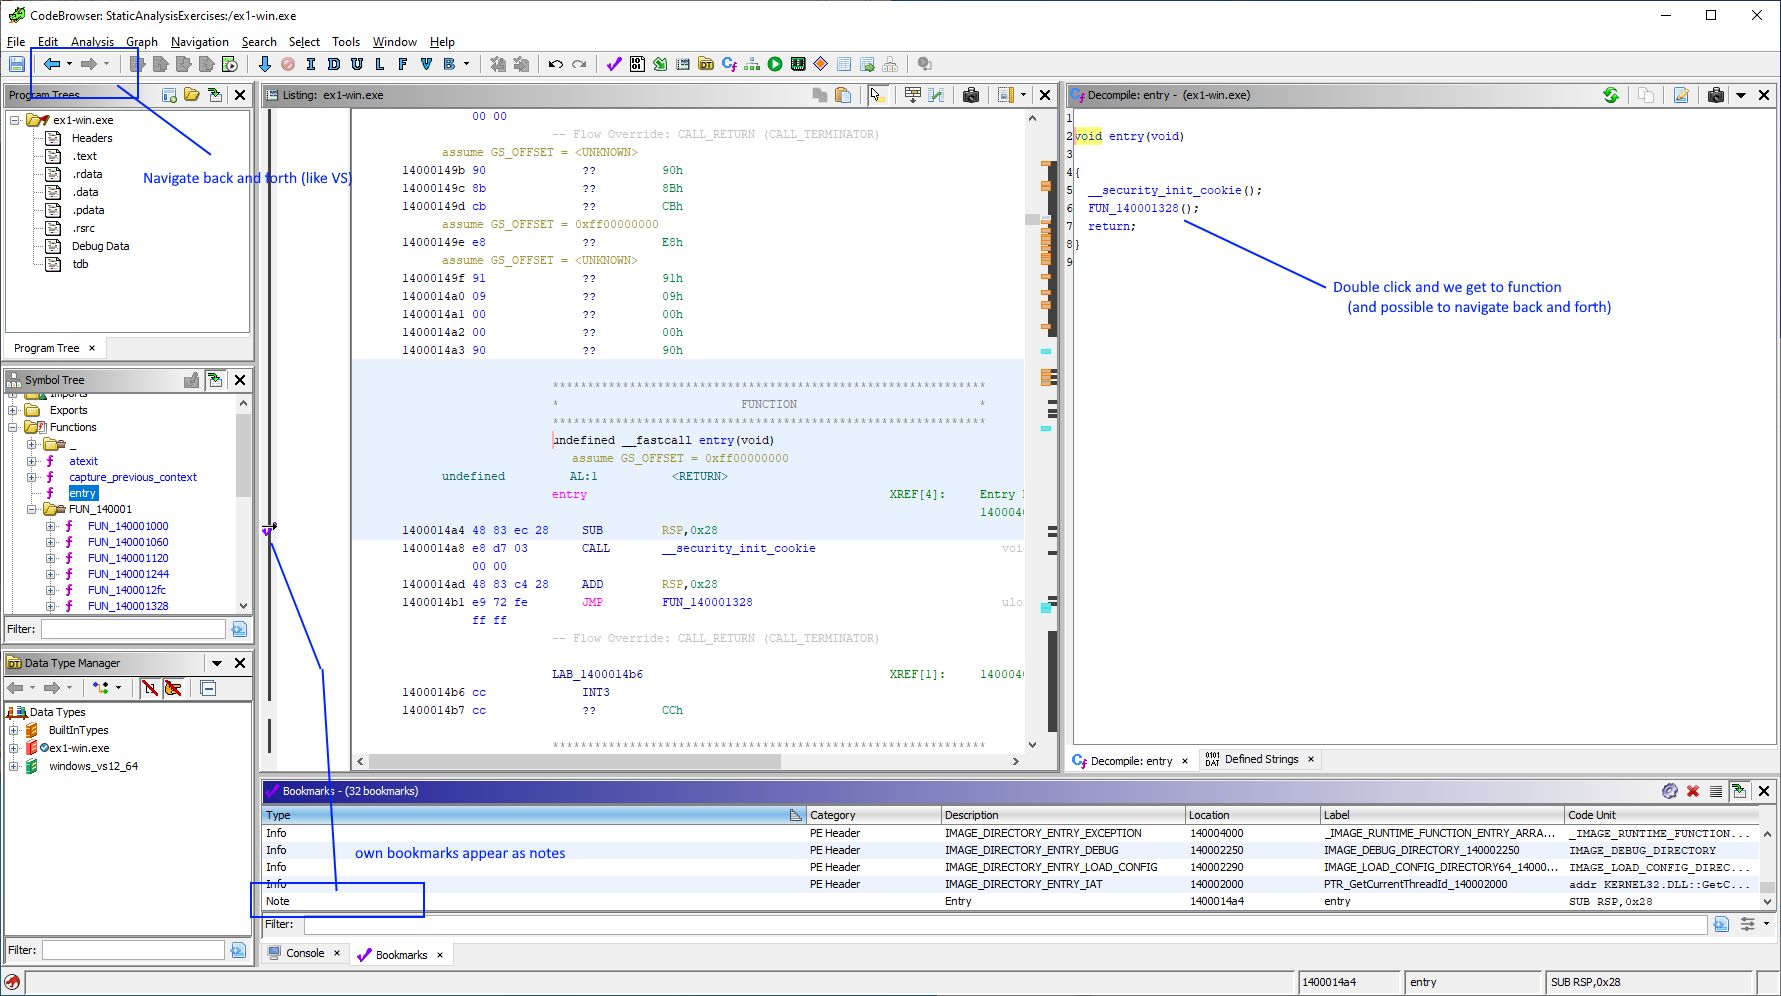 CodeBrowser: StaticAnalysisExercises:/ex1-win.exe
File Edit Analysis Graph Navigation Search Select Tools Window Help
I D U L F V B
Program Trees
ex1-win.exe
Headers
.text
.rdata
.data
.pdata
.rsrc
Debug Data
tdb
Program Tree ×
Navigate back and forth (like VS)
Symbol Tree
Imports
Exports
Functions
_
atexit
capture_previous_context
entry
FUN_140001
FUN_140001000
FUN_140001060
FUN_140001120
FUN_140001244
FUN_1400012fc
FUN_140001328
Filter:
Data Type Manager
Data Types
BuiltInTypes
ex1-win.exe
windows_vs12_64
Filter:
Listing: ex1-win.exe
00 00
-- Flow Override: CALL_RETURN (CALL_TERMINATOR)
assume GS_OFFSET = <UNKNOWN>
14000149b 90 ?? 90h
14000149c 8b ?? 8Bh
14000149d cb ?? CBh
assume GS_OFFSET = 0xff00000000
14000149e e8 ?? E8h
assume GS_OFFSET = <UNKNOWN>
14000149f 91 ?? 91h
1400014a0 09 ?? 09h
1400014a1 00 ?? 00h
1400014a2 00 ?? 00h
1400014a3 90 ?? 90h
**************************************************************
* FUNCTION *
**************************************************************
undefined __fastcall entry(void)
assume GS_OFFSET = 0xff00000000
undefined AL:1 <RETURN>
entry XREF[4]: Entry
14000
1400014a4 48 83 ec 28 SUB RSP,0x28
1400014a8 e8 d7 03 CALL __security_init_cookie voi
00 00
1400014ad 48 83 c4 28 ADD RSP,0x28
1400014b1 e9 72 fe JMP FUN_140001328 ulo
ff ff
-- Flow Override: CALL_RETURN (CALL_TERMINATOR)
LAB_1400014b6 XREF[1]: 14000
1400014b6 cc INT3
1400014b7 cc ?? CCh
**************************************************************
Decompile: entry - (ex1-win.exe)
1
2 void entry(void)
3
4 {
5 __security_init_cookie();
6 FUN_140001328();
7 return;
8 }
9
Double click and we get to function
(and possible to navigate back and forth)
Decompile: entry × Defined Strings ×
Bookmarks - (32 bookmarks)
Type Category Description Location Label Code Unit
Info PE Header IMAGE_DIRECTORY_ENTRY_EXCEPTION 140004000 _IMAGE_RUNTIME_FUNCTION_ENTRY_ARRA... _IMAGE_RUNTIME_FUNCTION...
Info PE Header IMAGE_DIRECTORY_ENTRY_DEBUG 140002250 IMAGE_DEBUG_DIRECTORY_140002250 IMAGE_DEBUG_DIRECTORY
Info PE Header IMAGE_DIRECTORY_ENTRY_LOAD_CONFIG 140002290 IMAGE_LOAD_CONFIG_DIRECTORY64_14000... IMAGE_LOAD_CONFIG_DIREC...
Info PE Header IMAGE_DIRECTORY_ENTRY_IAT 140002000 PTR_GetCurrentThreadId_140002000 addr KERNEL32.DLL::GetC...
Note Entry 1400014a4 entry SUB RSP,0x28
own bookmarks appear as notes
Filter:
Console × Bookmarks ×
1400014a4 entry SUB RSP,0x28